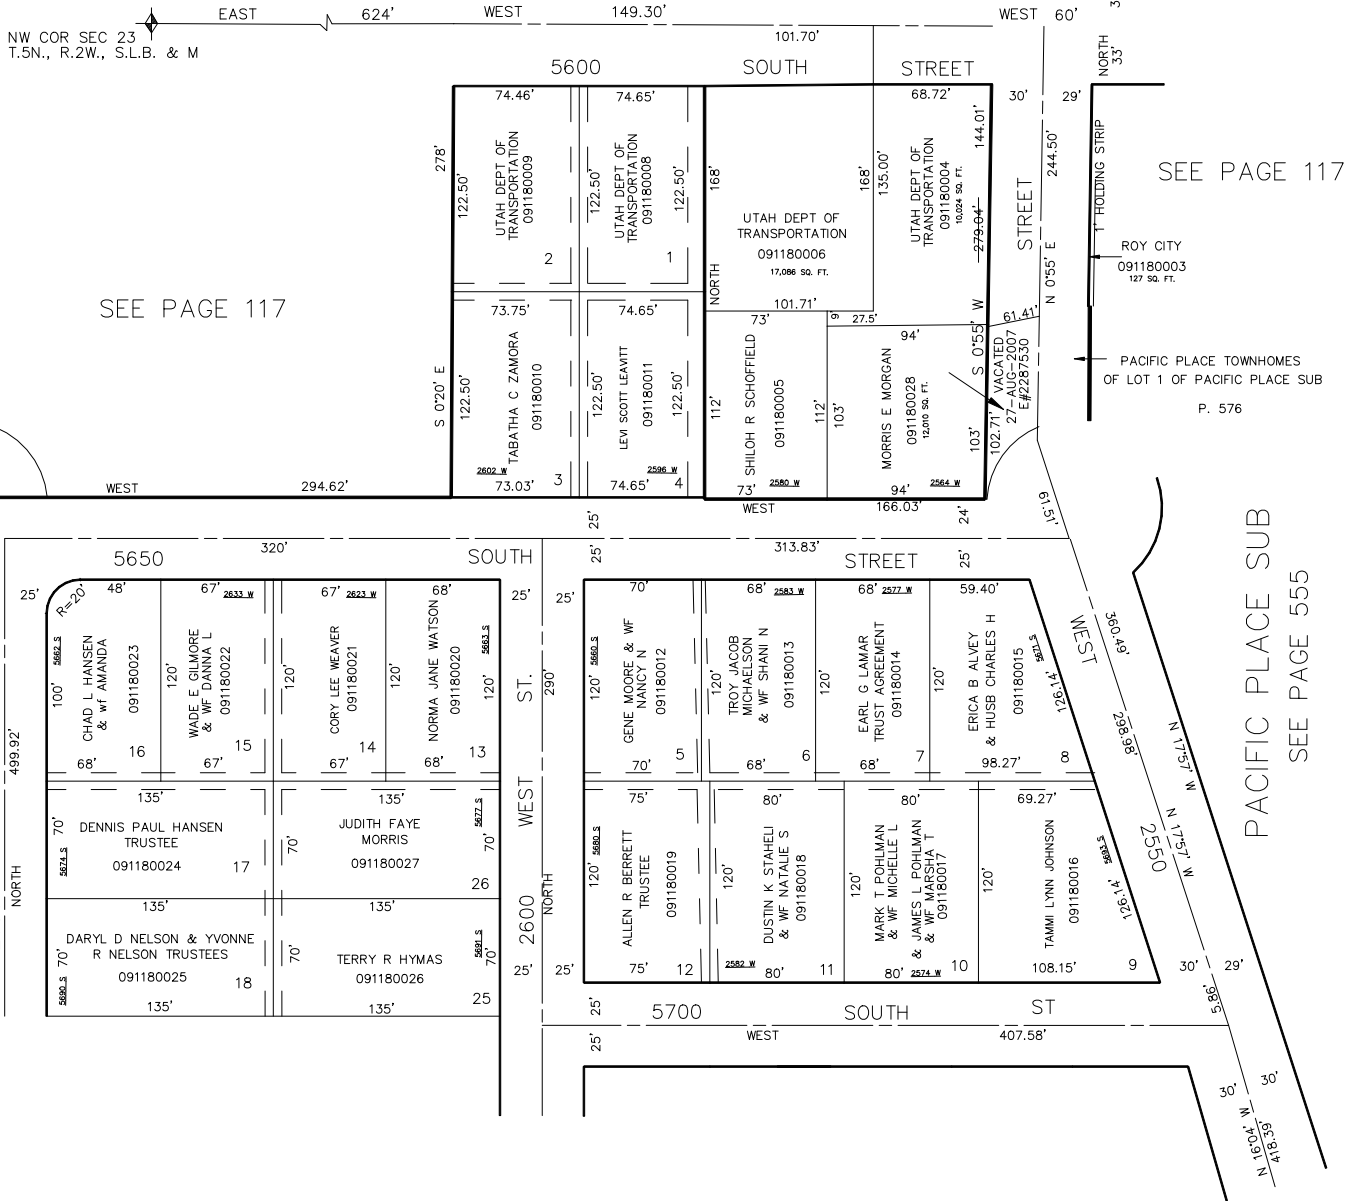 EAST 624' WEST 149.30' WEST 60'
NW COR SEC 23
T.5N., R.2W., S.L.B. & M
101.70'
NORTH
33'
5600 SOUTH STREET
74.46' 74.65' 68.72' 30' 29'
278'
122.50'
UTAH DEPT OF
TRANSPORTATION
091180009
2
122.50'
UTAH DEPT OF
TRANSPORTATION
091180008
122.50'
1
168'
NORTH
UTAH DEPT OF
TRANSPORTATION
091180006
17,086 SQ. FT.
101.71'
168'
135.00'
UTAH DEPT OF
TRANSPORTATION
091180004
10,024 SQ. FT.
144.01'
279.04'
S 0°55' W
STREET
244.50'
N 0°55' E
1' HOLDING STRIP
SEE PAGE 117
ROY CITY
091180003
127 SQ. FT.
SEE PAGE 117
PACIFIC PLACE TOWNHOMES
OF LOT 1 OF PACIFIC PLACE SUB
P. 576
S 0°20' E
73.75'
122.50'
TABATHA C ZAMORA
091180010
2602 W
73.03' 3
74.65'
122.50'
LEVI SCOTT LEAVITT
091180011
122.50'
2596 W
74.65' 4
73'
112'
SHILOH R SCHOFFIELD
091180005
112'
73' 2580 W
9' 27.5'
94'
103'
MORRIS E MORGAN
091180028
12,010 SQ. FT.
103'
94' 2564 W
61.41'
VACATED
27-AUG-2007
E#2287530
102.71'
WEST 294.62'
WEST 166.03'
25' 24' 61.51'
5650 SOUTH STREET
320' 313.83'
25' 25'
25' R=20'
48'
5662 S
100'
CHAD L HANSEN
& wf AMANDA
091180023
16
68'
67' 2633 W
120'
WADE E GILMORE
& WF DANNA L
091180022
15
67'
67' 2623 W
120'
CORY LEE WEAVER
091180021
14
67'
68'
120'
NORMA JANE WATSON
091180020
5663 S
120'
13
68'
25' 25'
ST.
290'
70'
5660 S
120'
GENE MOORE & WF
NANCY N
091180012
5
70'
68' 2583 W
120'
TROY JACOB
MICHAELSON
& WF SHANI N
091180013
6
68'
68' 2577 W
120'
EARL G LAMAR
TRUST AGREEMENT
091180014
7
68'
59.40'
120'
ERICA B ALVEY
& HUSB CHARLES H
091180015
5671 S
126.14'
8
98.27'
WEST
360.49'
298.98'
N 17°57' W
N 17°57' W
2550
PACIFIC PLACE SUB
SEE PAGE 555
499.92'
NORTH
135'
70'
DENNIS PAUL HANSEN
TRUSTEE
091180024
5674 S
17
135'
135'
70'
JUDITH FAYE
MORRIS
091180027
5677 S
70'
26
135'
70'
DARYL D NELSON & YVONNE
R NELSON TRUSTEES
091180025
5690 S
18
135'
70'
TERRY R HYMAS
091180026
5691 S
70'
25
135'
WEST
2600
NORTH
25' 25'
75'
5680 S
120'
ALLEN R BERRETT
TRUSTEE
091180019
75' 12
80'
120'
DUSTIN K STAHELI
& WF NATALIE S
091180018
2582 W
80' 11
80'
120'
MARK T POHLMAN
& WF MICHELLE L
& JAMES L POHLMAN
& WF MARSHA T
091180017
80' 2574 W 10
69.27'
120'
TAMMI LYNN JOHNSON
091180016
5693 S
126.14'
108.15' 9
30' 29'
5.86'
25'
5700 SOUTH ST
25'
WEST 407.58'
30' 30'
N 16°04' W
418.39'